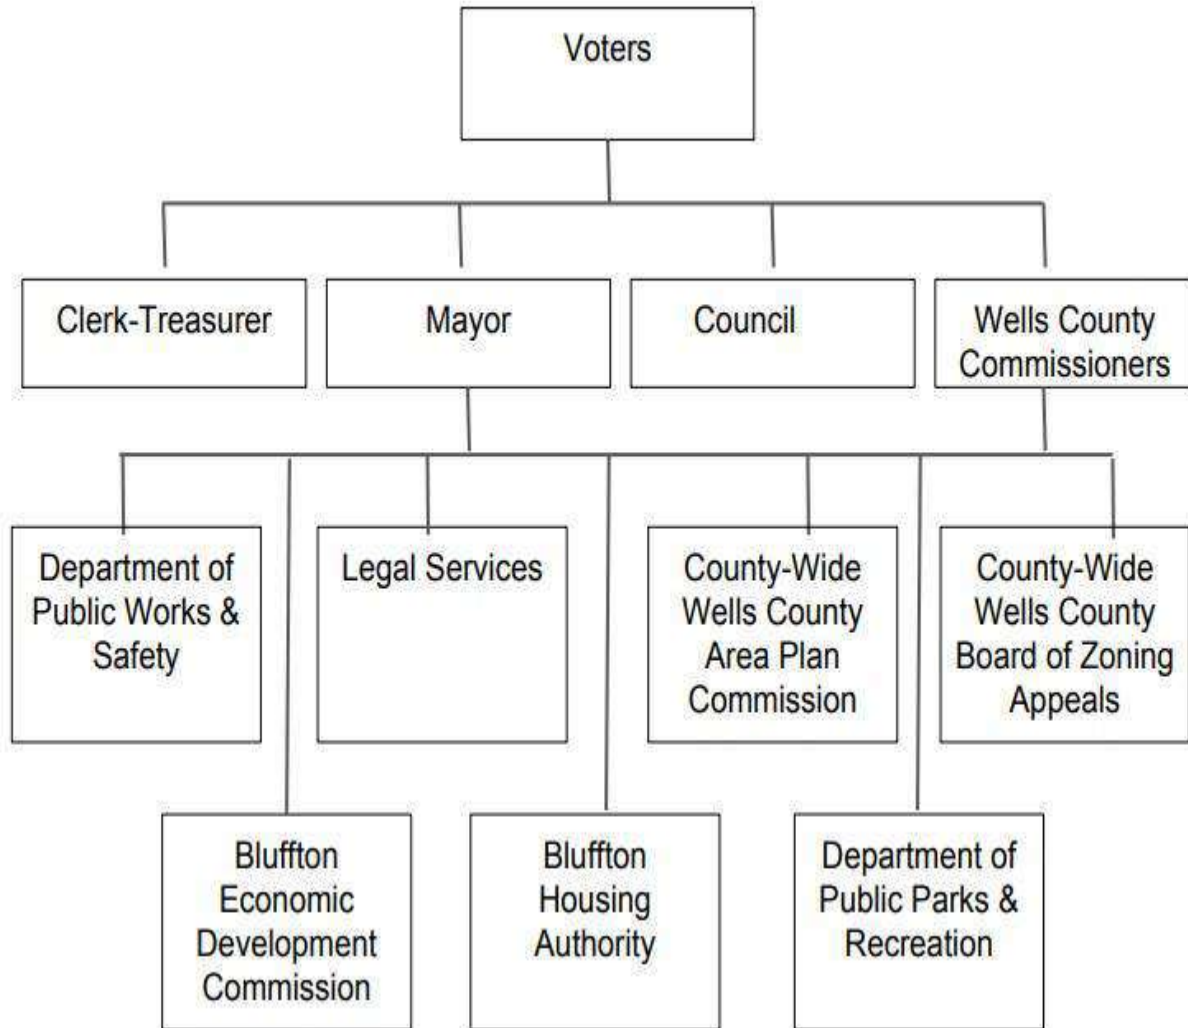 Voters
Clerk-Treasurer
Mayor
Council
Wells County
Commissioners
Department of
Public Works &
Safety
Legal Services
County-Wide
Wells County
Area Plan
Commission
County-Wide
Wells County
Board of Zoning
Appeals
Bluffton
Economic
Development
Commission
Bluffton
Housing
Authority
Department of
Public Parks &
Recreation